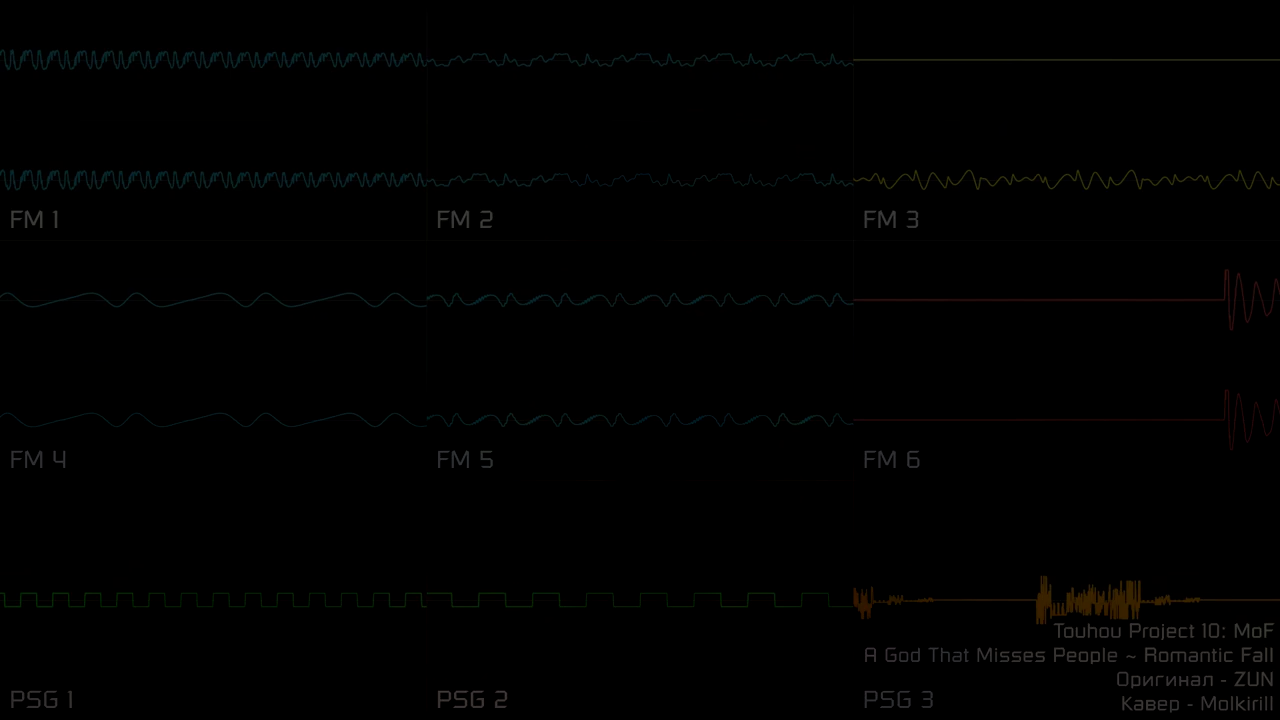 FM 1
FM 2
FM 3
FM 4
FM 5
FM 6
PSG 1
PSG 2
PSG 3
Touhou Project 10: MoF
A God That Misses People ~ Romantic Fall
Оригинал - ZUN
Кавер - Molkirill